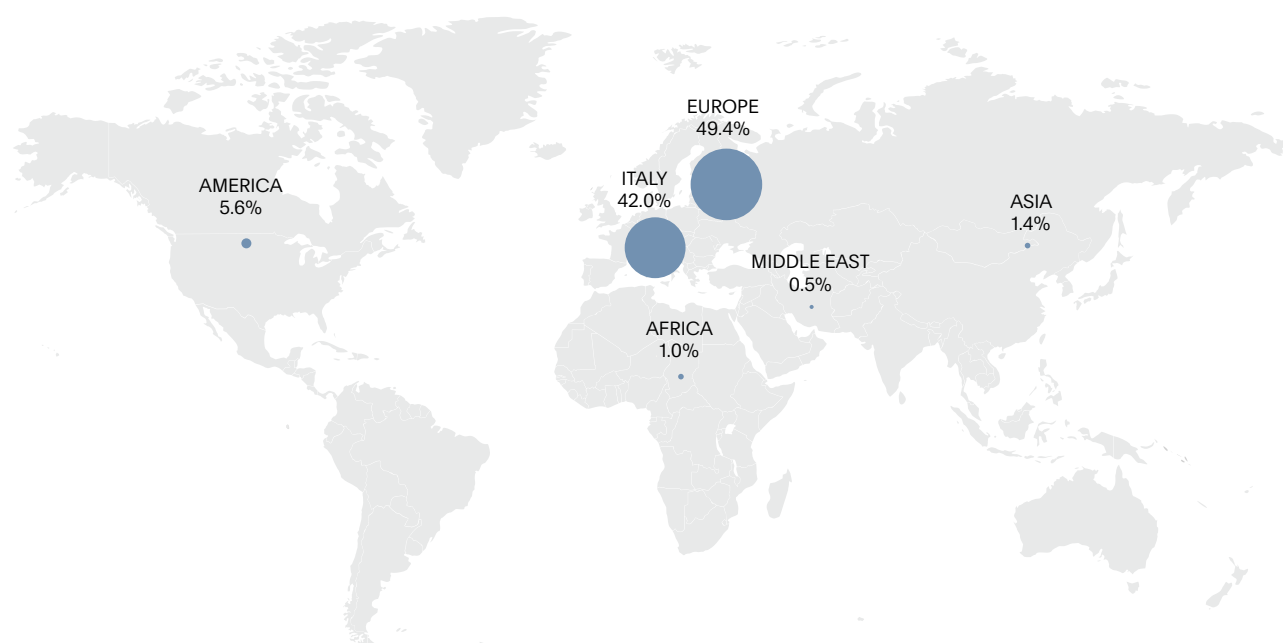 EUROPE
49.4%
ITALY
42.0%
AMERICA
5.6%
ASIA
1.4%
MIDDLE EAST
0.5%
AFRICA
1.0%